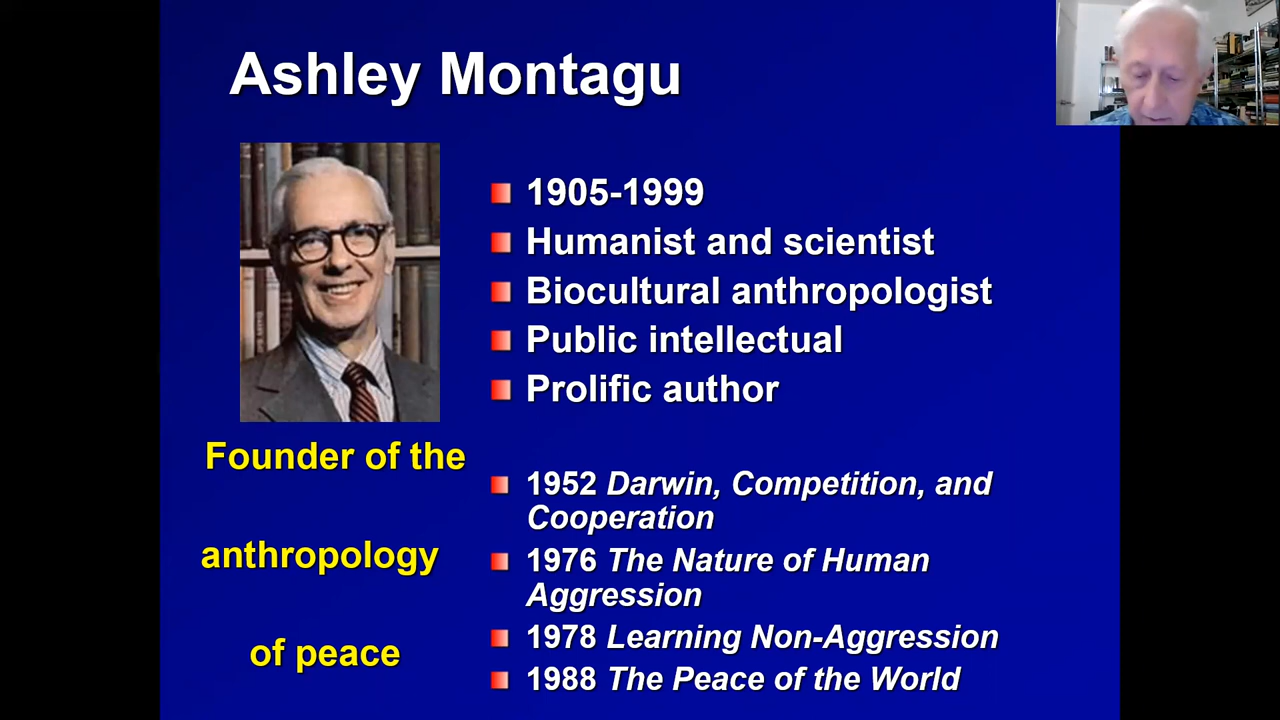 Ashley Montagu
1905-1999
Humanist and scientist
Biocultural anthropologist
Public intellectual
Prolific author
Founder of the
anthropology
of peace
1952 Darwin, Competition, and
Cooperation
1976 The Nature of Human
Aggression
1978 Learning Non-Aggression
1988 The Peace of the World